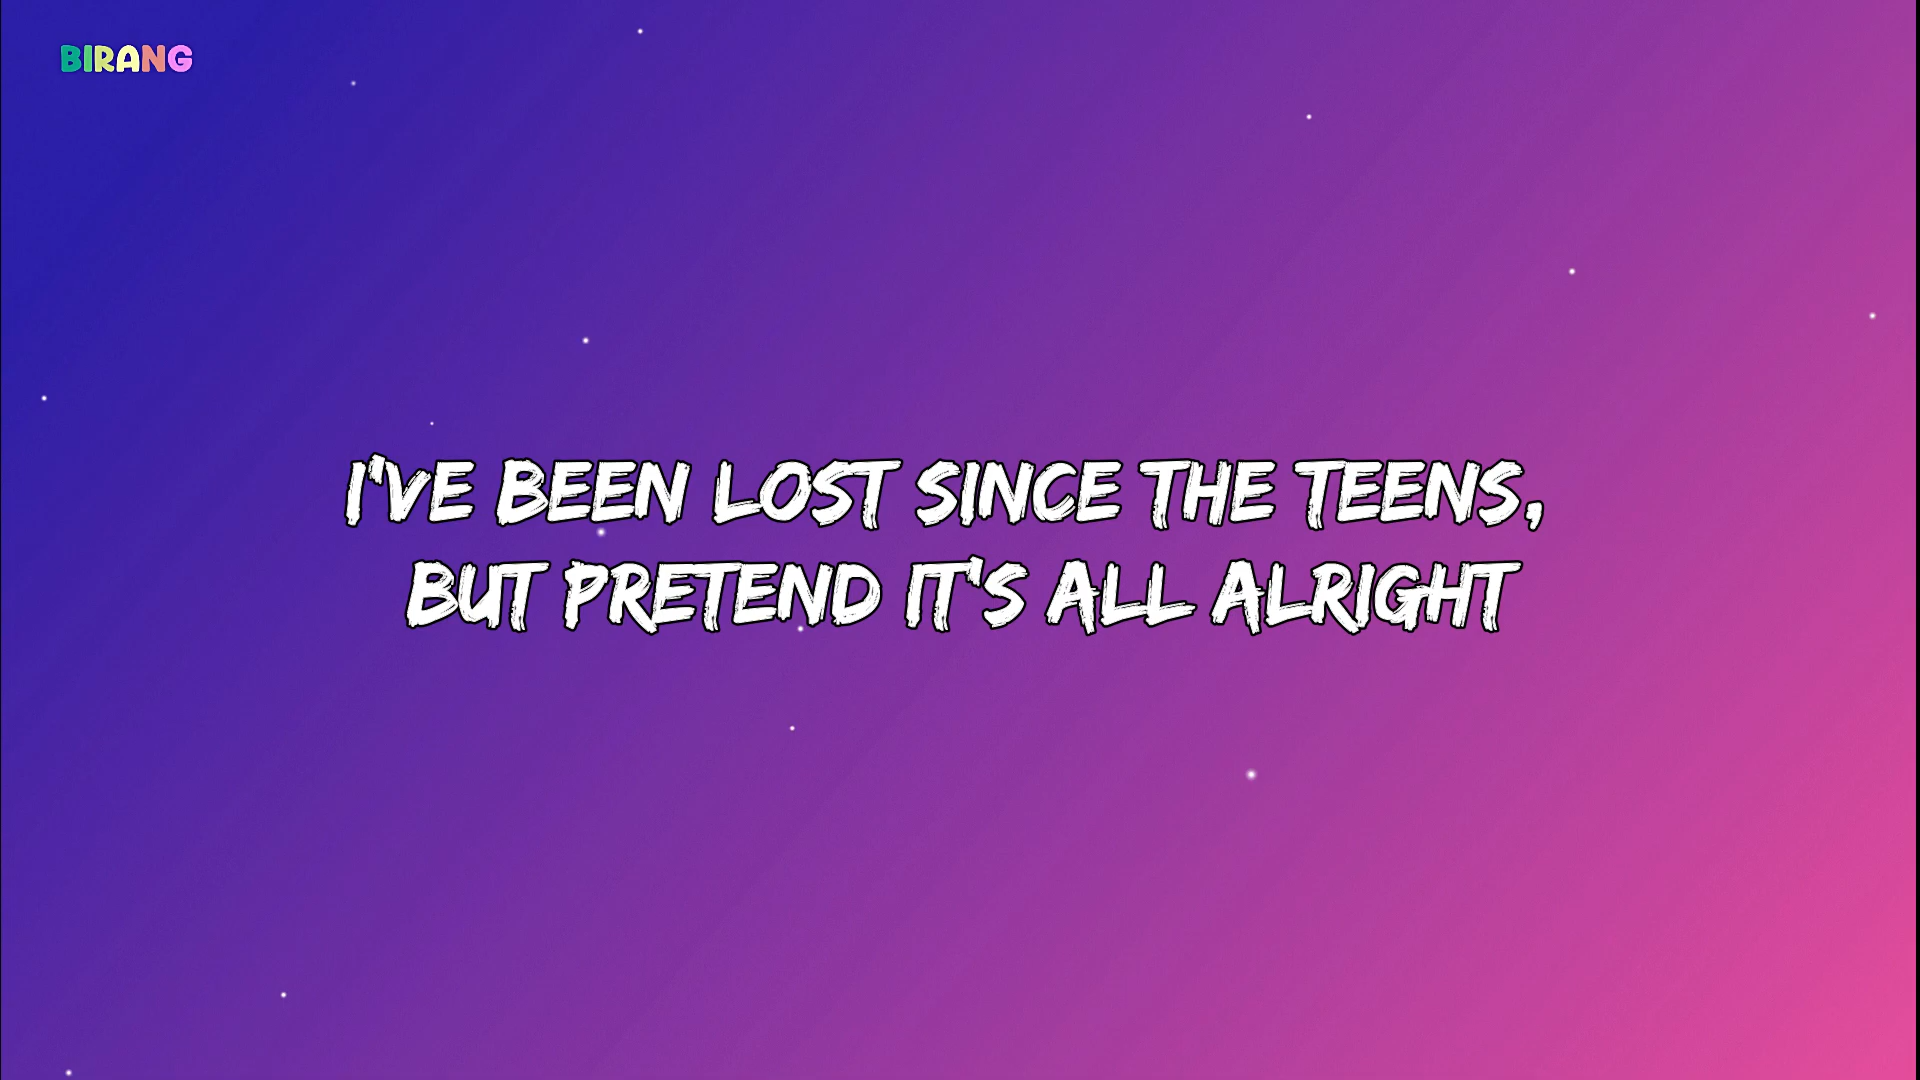 BIRANG
I'VE BEEN LOST SINCE THE TEENS,
BUT PRETEND IT'S ALL ALRIGHT